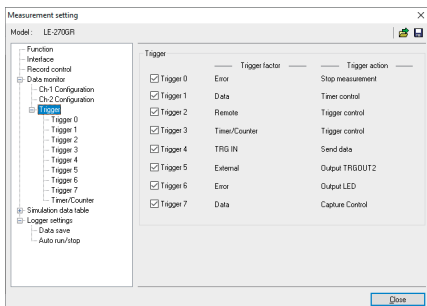 Measurement setting
Model: LE-270GR
Function
Interface
Record control
Data monitor
Ch-1 Configuration
Ch-2 Configuration
Trigger
Trigger 0
Trigger 1
Trigger 2
Trigger 3
Trigger 4
Trigger 5
Trigger 6
Trigger 7
Timer/Counter
Simulation data table
Logger settings
Data save
Auto run/stop
Trigger
Trigger factor Trigger action
Trigger 0 Error Stop measurement
Trigger 1 Data Timer control
Trigger 2 Remote Trigger control
Trigger 3 Timer/Counter Trigger control
Trigger 4 TRG IN Send data
Trigger 5 External Output TRGOUT2
Trigger 6 Error Output LED
Trigger 7 Data Capture Control
Close